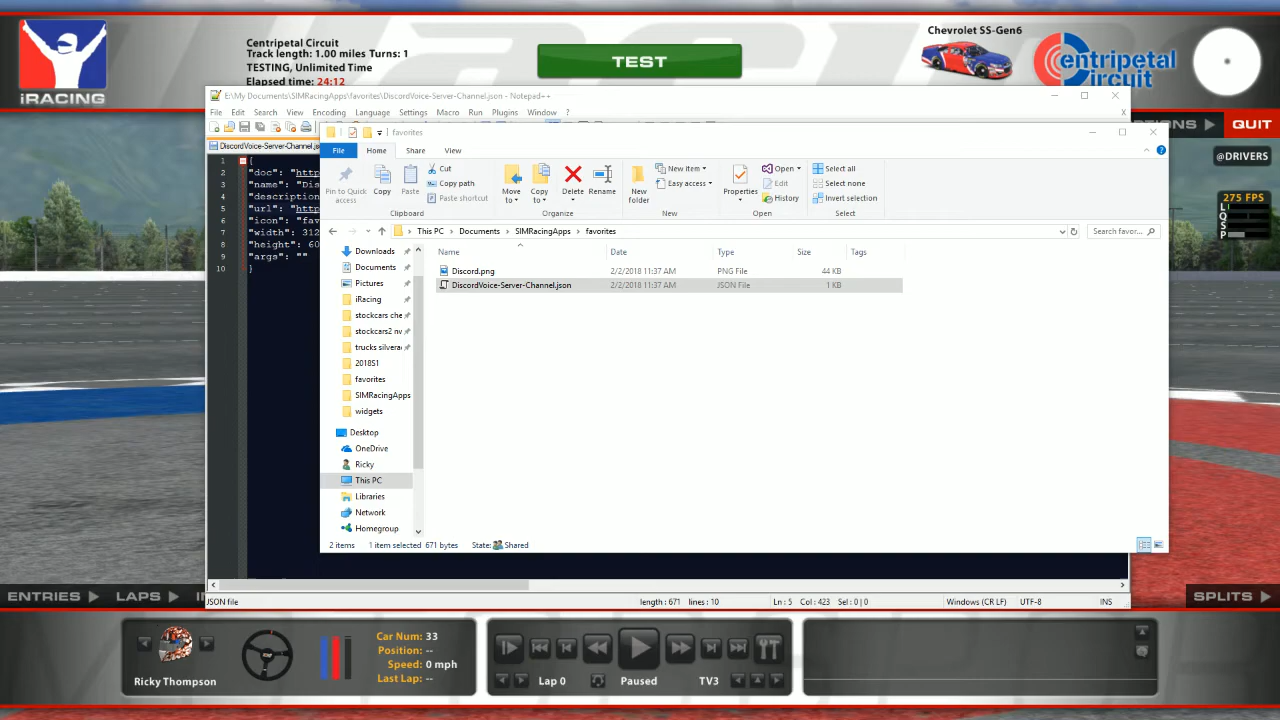 iRACING
Centripetal Circuit
Track length: 1.00 miles Turns: 1
TESTING, Unlimited Time
Elapsed time: 24:12
TEST
Chevrolet SS-Gen6
entripetal
Circuit
E:\My Documents\SIMRacingApps\favorites\DiscordVoice-Server-Channel.json - Notepad++
File Edit Search View Encoding Language Settings Macro Run Plugins Window ? X
DiscordVoice-Server-Channel.js
1 {
2 "doc": "http
3 "name": "Dis
4 "description
5 "url": "http
6 "icon": "fav
7 "width": 312
8 "height": 60
9 "args": ""
10 }
favorites
File Home Share View
Pin to Quick access
Copy
Paste
Cut
Copy path
Paste shortcut
Clipboard
Move to
Copy to
Delete
Rename
Organize
New folder
New item
Easy access
New
Properties
Open
Edit
History
Open
Select all
Select none
Invert selection
Select
This PC > Documents > SIMRacingApps > favorites
Search favor...
Name Date Type Size Tags
Discord.png 2/2/2018 11:37 AM PNG File 44 KB
DiscordVoice-Server-Channel.json 2/2/2018 11:37 AM JSON File 1 KB
Downloads
Documents
Pictures
iRacing
stockcars che
stockcars2 nv
trucks silvera
2018S1
favorites
SIMRacingApps
widgets
Desktop
OneDrive
Ricky
This PC
Libraries
Network
Homegroup
2 items 1 item selected 671 bytes State: Shared
JSON file length : 671 lines : 10 Ln : 5 Col : 423 Sel : 0 | 0 Windows (CR LF) UTF-8 INS
TIONS QUIT
@DRIVERS
275 FPS
L
Q
S
P
ENTRIES LAPS
SPLITS
Ricky Thompson
Car Num: 33
Position: --
Speed: 0 mph
Last Lap: --
Lap 0 Paused TV3